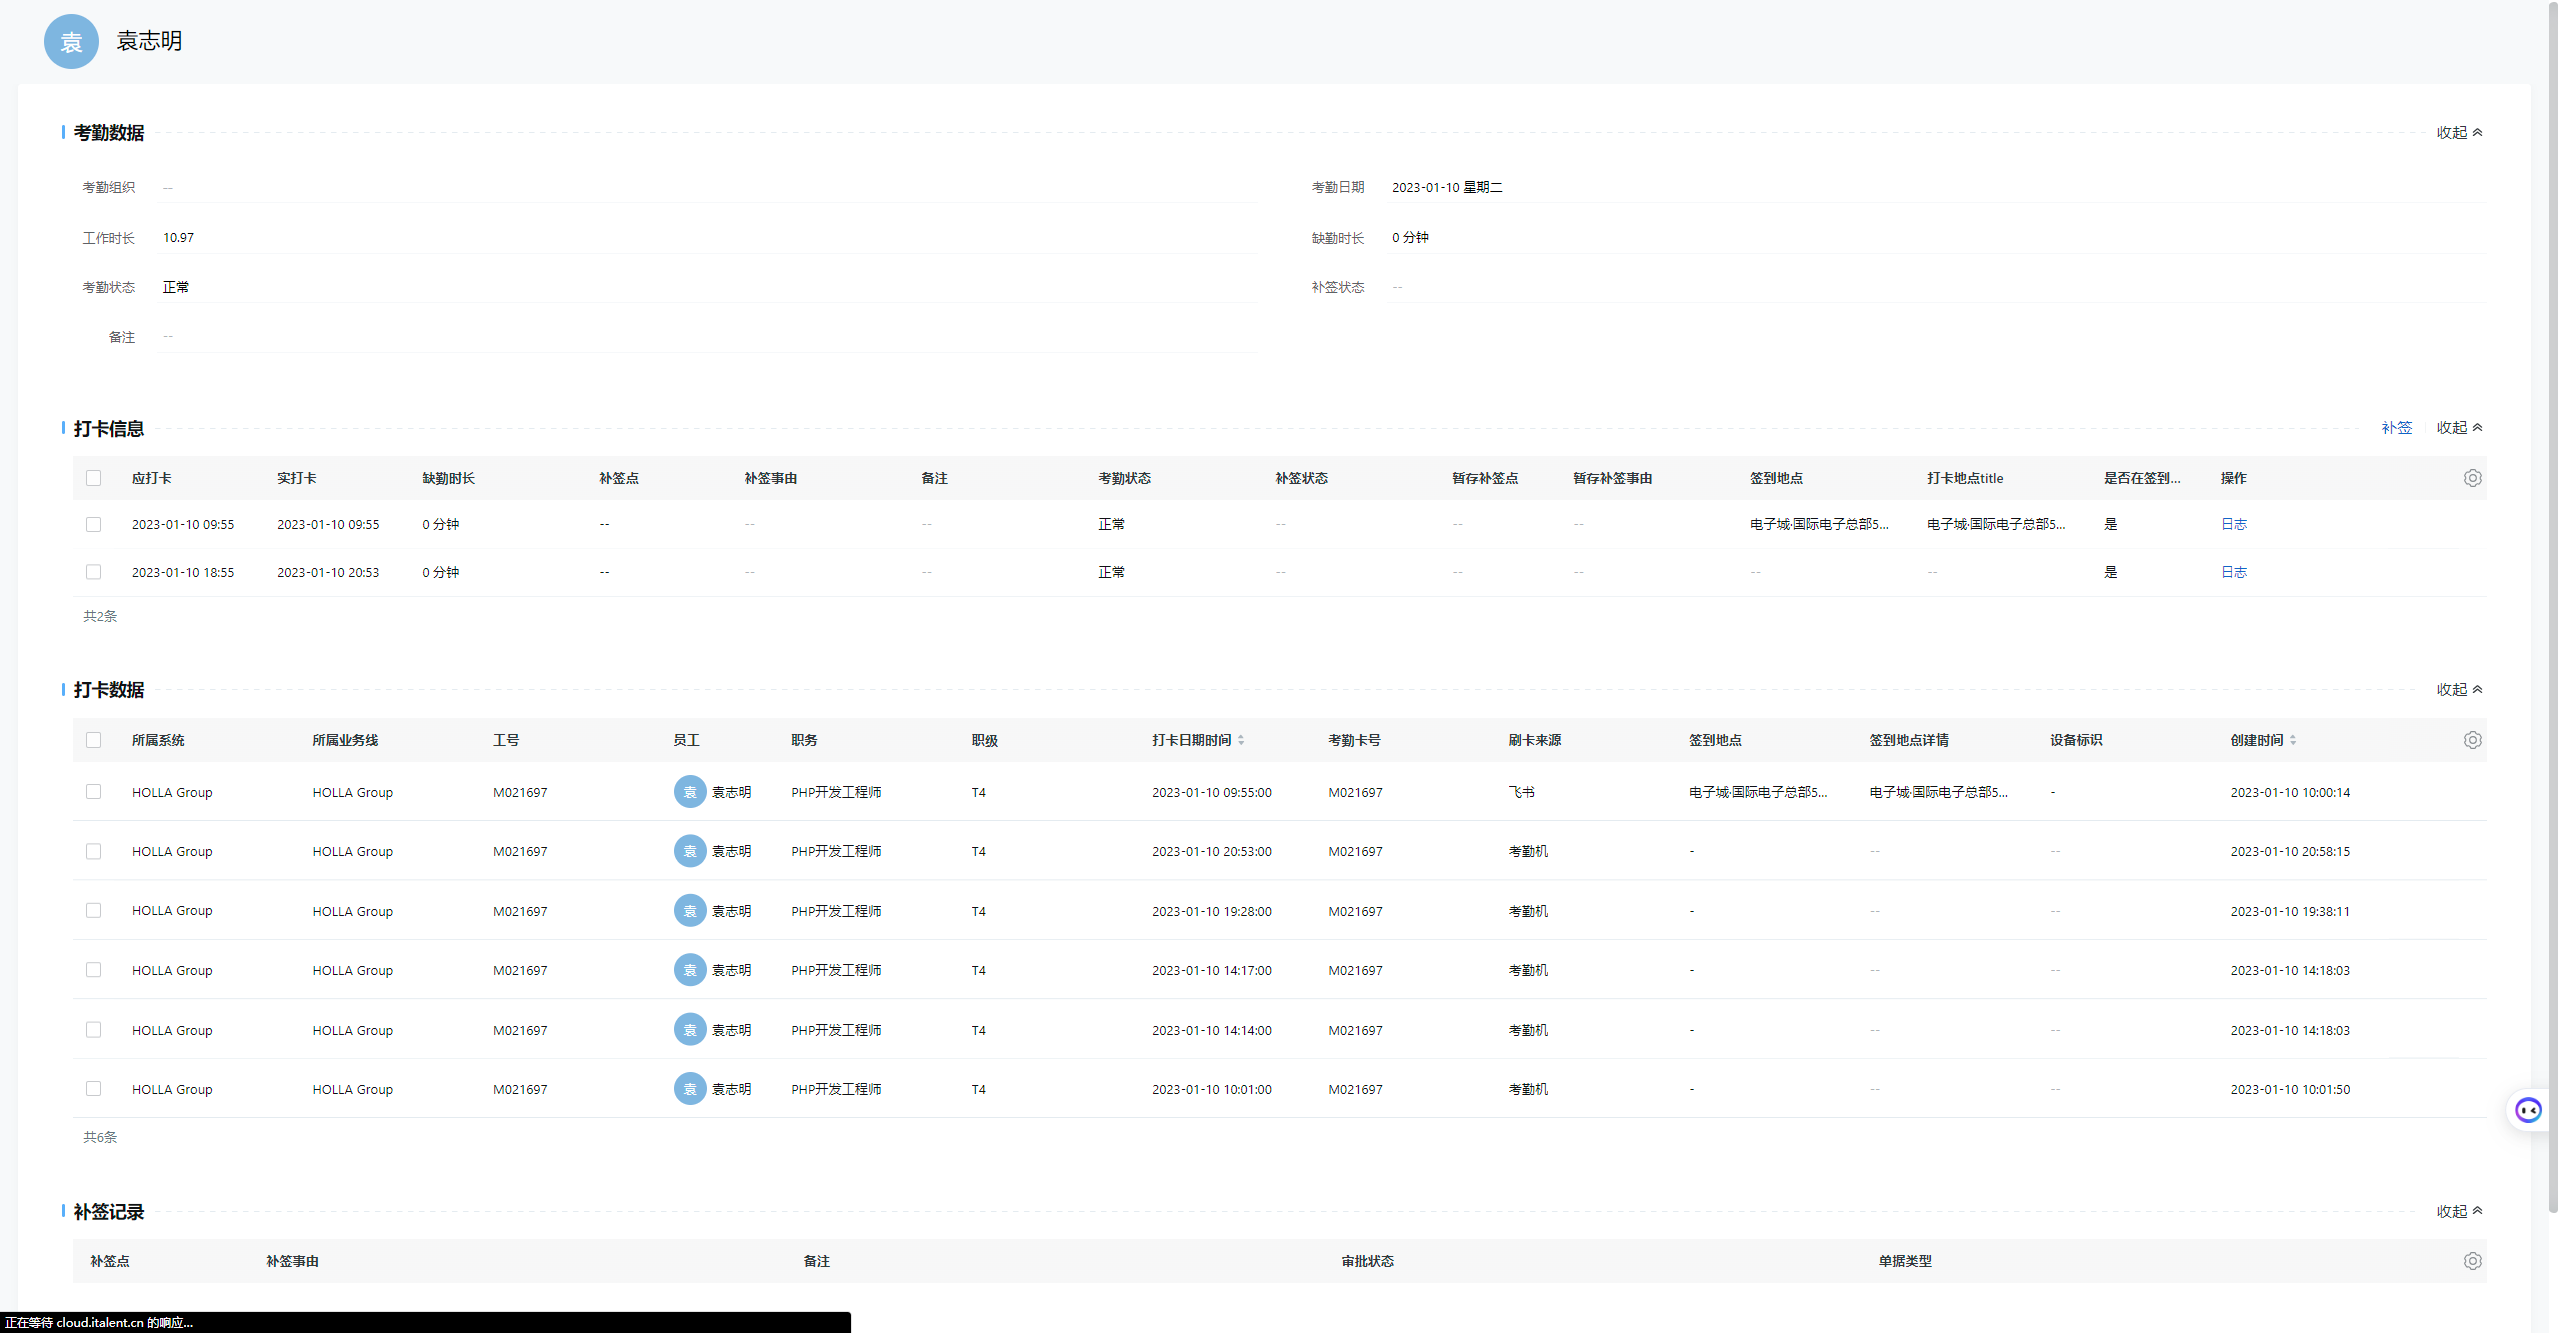 袁 袁志明
考勤数据 收起
考勤组织 -- 考勤日期 2023-01-10 星期二
工作时长 10.97 缺勤时长 0 分钟
考勤状态 正常 补签状态 --
备注 --
打卡信息 补签 收起
应打卡 实打卡 缺勤时长 补签点 补签事由 备注 考勤状态 补签状态 暂存补签点 暂存补签事由 签到地点 打卡地点title 是否在签到... 操作
2023-01-10 09:55 2023-01-10 09:55 0 分钟 -- -- -- 正常 -- -- -- 电子城·国际电子总部5... 电子城·国际电子总部5... 是 日志
2023-01-10 18:55 2023-01-10 20:53 0 分钟 -- -- -- 正常 -- -- -- -- -- 是 日志
共2条
打卡数据 收起
所属系统 所属业务线 工号 员工 职务 职级 打卡日期时间 考勤卡号 刷卡来源 签到地点 签到地点详情 设备标识 创建时间
HOLLA Group HOLLA Group M021697 袁 袁志明 PHP开发工程师 T4 2023-01-10 09:55:00 M021697 飞书 电子城·国际电子总部5... 电子城·国际电子总部5... - 2023-01-10 10:00:14
HOLLA Group HOLLA Group M021697 袁 袁志明 PHP开发工程师 T4 2023-01-10 20:53:00 M021697 考勤机 - -- -- 2023-01-10 20:58:15
HOLLA Group HOLLA Group M021697 袁 袁志明 PHP开发工程师 T4 2023-01-10 19:28:00 M021697 考勤机 - -- -- 2023-01-10 19:38:11
HOLLA Group HOLLA Group M021697 袁 袁志明 PHP开发工程师 T4 2023-01-10 14:17:00 M021697 考勤机 - -- -- 2023-01-10 14:18:03
HOLLA Group HOLLA Group M021697 袁 袁志明 PHP开发工程师 T4 2023-01-10 14:14:00 M021697 考勤机 - -- -- 2023-01-10 14:18:03
HOLLA Group HOLLA Group M021697 袁 袁志明 PHP开发工程师 T4 2023-01-10 10:01:00 M021697 考勤机 - -- -- 2023-01-10 10:01:50
共6条
补签记录 收起
补签点 补签事由 备注 审批状态 单据类型
正在等待 cloud.italent.cn 的响应...